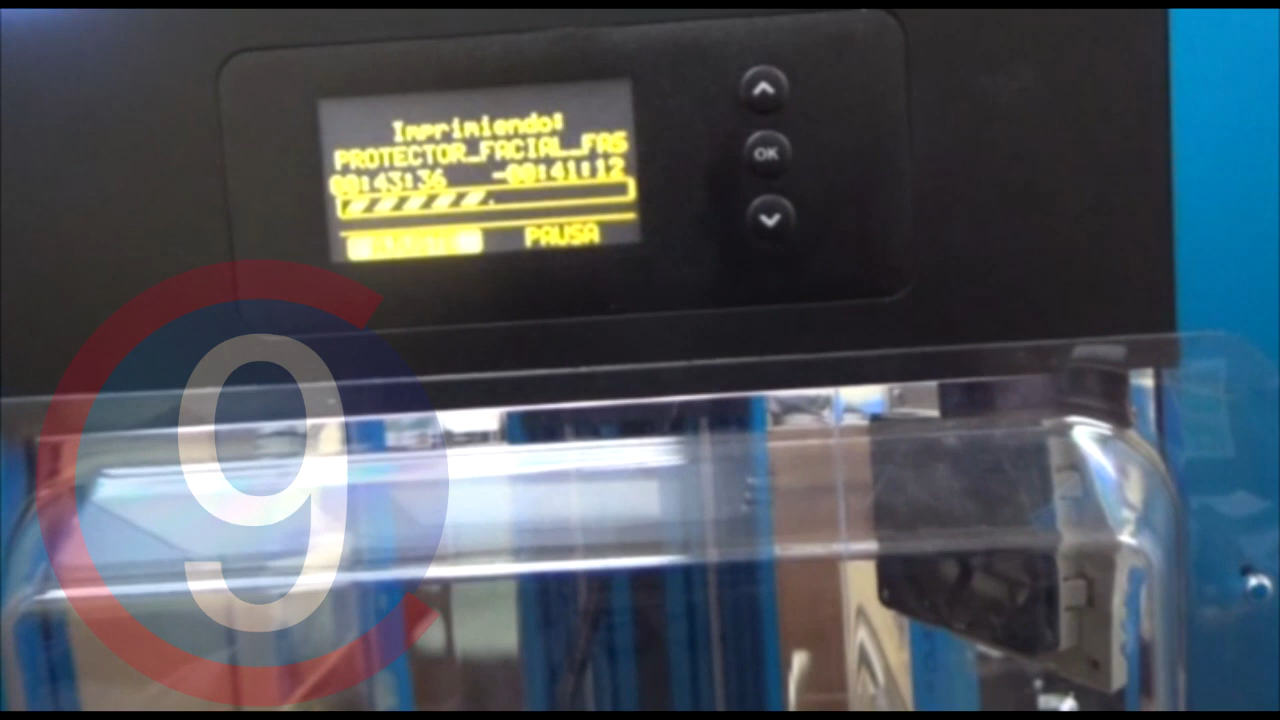 Imprimiendo:
PROTECTOR_FACIAL_FAS
00:43:36 -00:41:12
PAUSA
OK
9